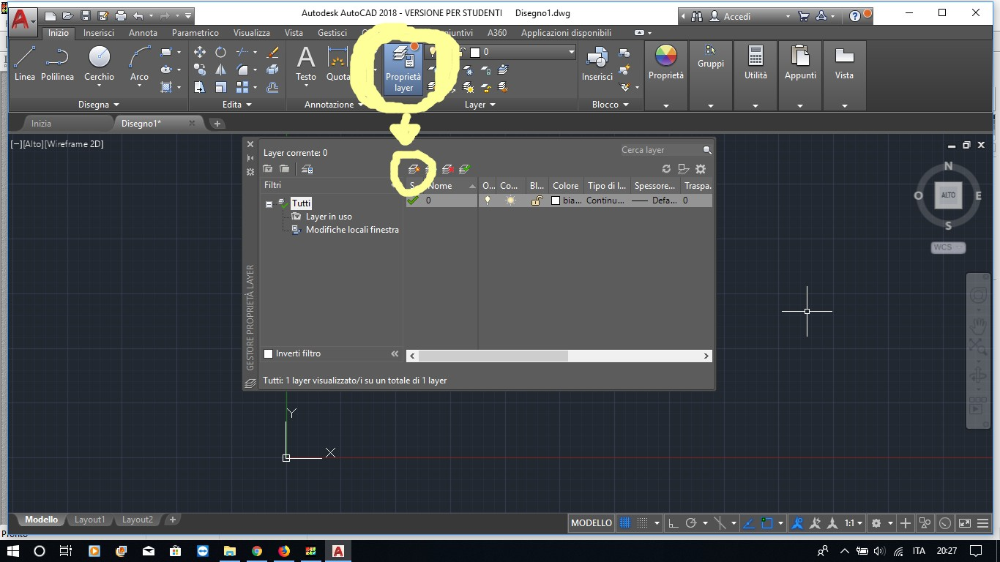 Autodesk AutoCAD 2018 - VERSIONE PER STUDENTI Disegno1.dwg
Accedi
Inizio Inserisci Annota Parametrico Visualizza Vista Gestisci A360 Applicazioni disponibili
0
Linea Polilinea Cerchio Arco Testo Quota Proprietà layer Inserisci Proprietà Gruppi Utilità Appunti Vista
Disegna Edita Annotazione Layer Blocco
Inizia Disegno1*
[−][Alto][Wireframe 2D]
Layer corrente: 0
Cerca layer
Filtri
S... Nome O... Co... Bl... Colore Tipo di l... Spessore... Traspa.
Tutti
0 bia... Continu... Defa... 0
Layer in uso
Modifiche locali finestra
Inverti filtro
Tutti: 1 layer visualizzato/i su un totale di 1 layer
GESTORE PROPRIETÀ LAYER
N
O ALTO E
S
WCS
Y
X
Modello Layout1 Layout2 +
MODELLO 1:1
Pronto
ITA 20:27